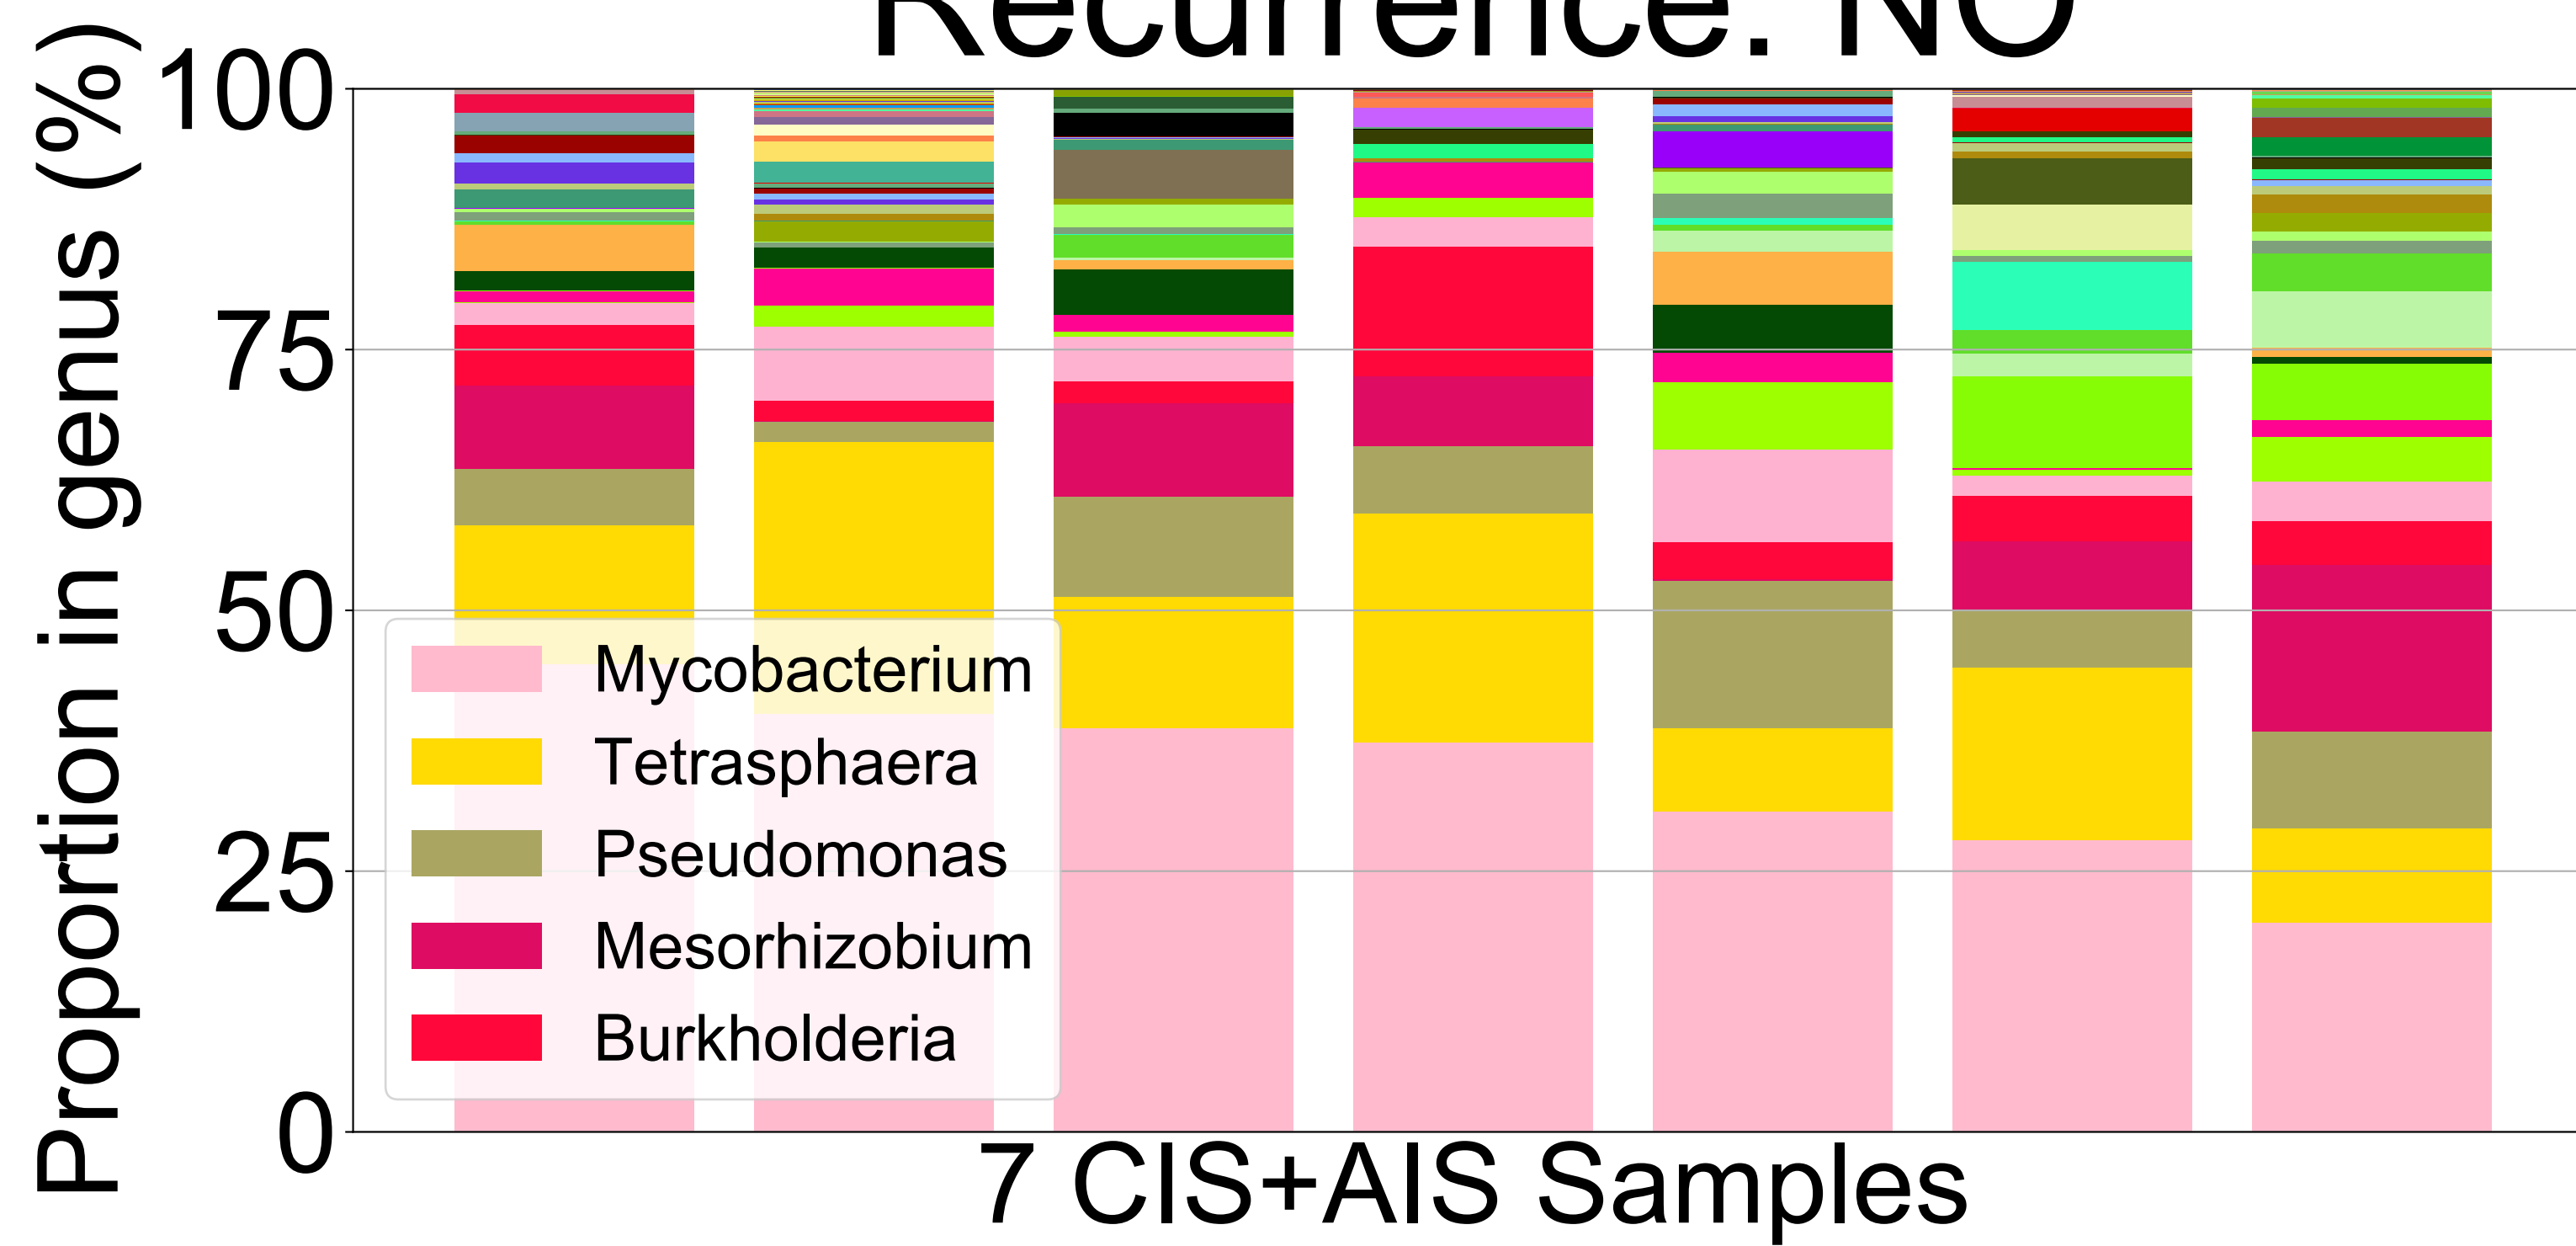 Recurrence: NO
Proportion in genus (%)
100
75
50
25
0
Mycobacterium
Tetrasphaera
Pseudomonas
Mesorhizobium
Burkholderia
7 CIS+AIS Samples